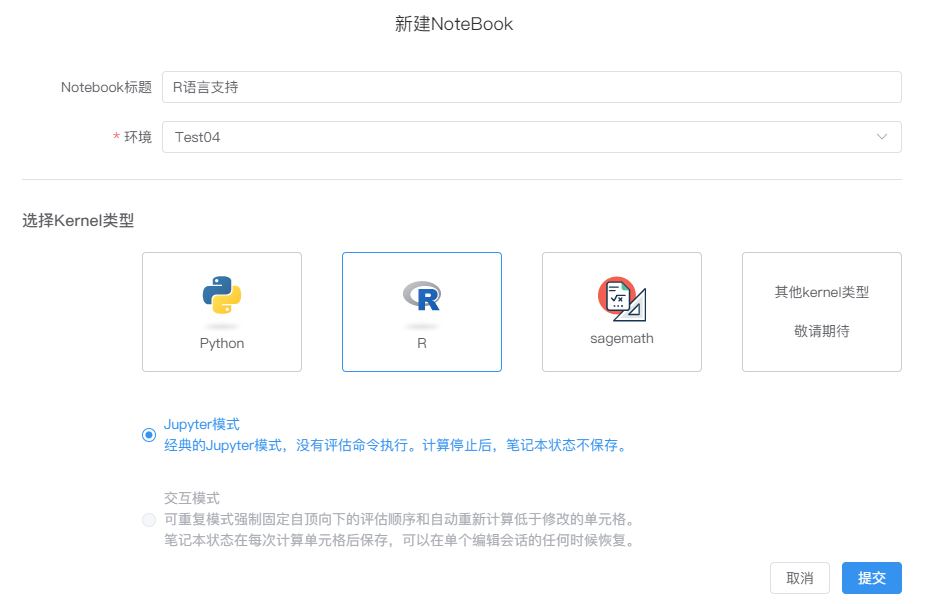 新建NoteBook
Notebook标题
R语言支持
* 环境
Test04
选择Kernel类型
Python
R
sagemath
其他kernel类型
敬请期待
Jupyter模式
经典的Jupyter模式，没有评估命令执行。计算停止后，笔记本状态不保存。
交互模式
可重复模式强制固定自顶向下的评估顺序和自动重新计算低于修改的单元格。
笔记本状态在每次计算单元格后保存，可以在单个编辑会话的任何时候恢复。
取消
提交